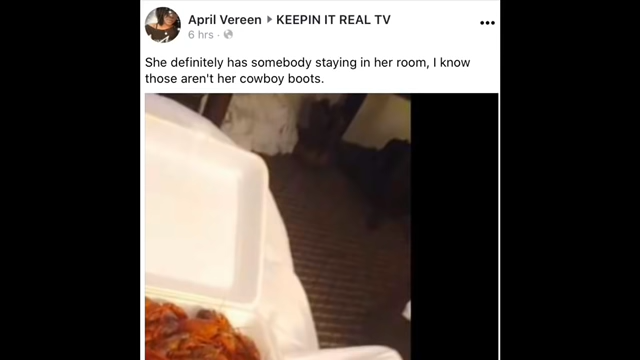 April Vereen ▸ KEEPIN IT REAL TV
6 hrs ·
She definitely has somebody staying in her room, I know
those aren't her cowboy boots.